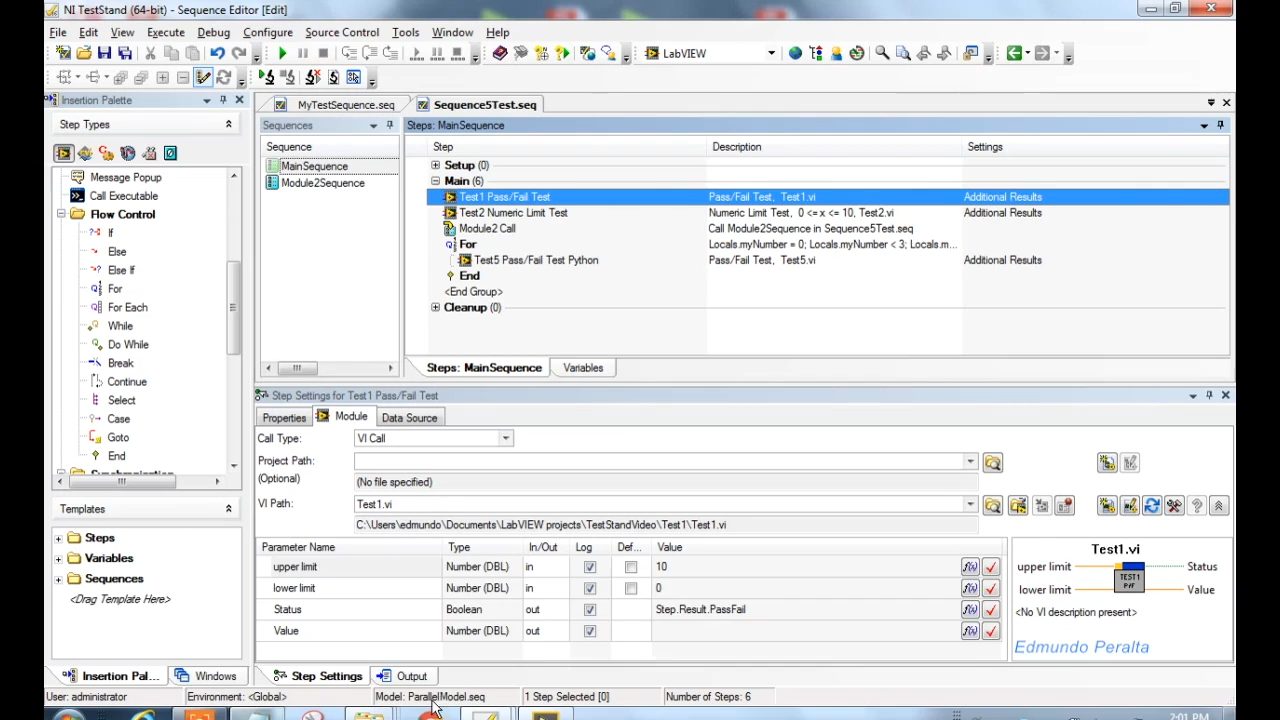 NI TestStand (64-bit) - Sequence Editor [Edit]
File Edit View Execute Debug Configure Source Control Tools Window Help
LabVIEW
Insertion Palette
Step Types
Message Popup
Call Executable
Flow Control
If
Else
Else If
For
For Each
While
Do While
Break
Continue
Select
Case
Goto
End
Synchronization
Templates
Steps
Variables
Sequences
<Drag Template Here>
Insertion Pal... Windows
MyTestSequence.seq Sequence5Test.seq
Sequences
Sequence
MainSequence
Module2Sequence
Steps: MainSequence
Step Description Settings
Setup (0)
Main (6)
Test1 Pass/Fail Test Pass/Fail Test, Test1.vi Additional Results
Test2 Numeric Limit Test Numeric Limit Test, 0 <= x <= 10, Test2.vi Additional Results
Module2 Call Call Module2Sequence in Sequence5Test.seq
For Locals.myNumber = 0; Locals.myNumber < 3; Locals.m...
Test5 Pass/Fail Test Python Pass/Fail Test, Test5.vi Additional Results
End
<End Group>
Cleanup (0)
Steps: MainSequence Variables
Step Settings for Test1 Pass/Fail Test
Properties Module Data Source
Call Type: VI Call
Project Path:
(Optional) (No file specified)
VI Path: Test1.vi
C:\Users\edmundo\Documents\LabVIEW projects\TestStandVideo\Test1\Test1.vi
Parameter Name Type In/Out Log Def... Value
upper limit Number (DBL) in 10
lower limit Number (DBL) in 0
Status Boolean out Step.Result.PassFail
Value Number (DBL) out
Test1.vi
upper limit Status
TEST1
P/F
lower limit Value
<No VI description present>
Edmundo Peralta
Step Settings Output
User: administrator Environment: <Global> Model: ParallelModel.seq 1 Step Selected [0] Number of Steps: 6
2:01 PM